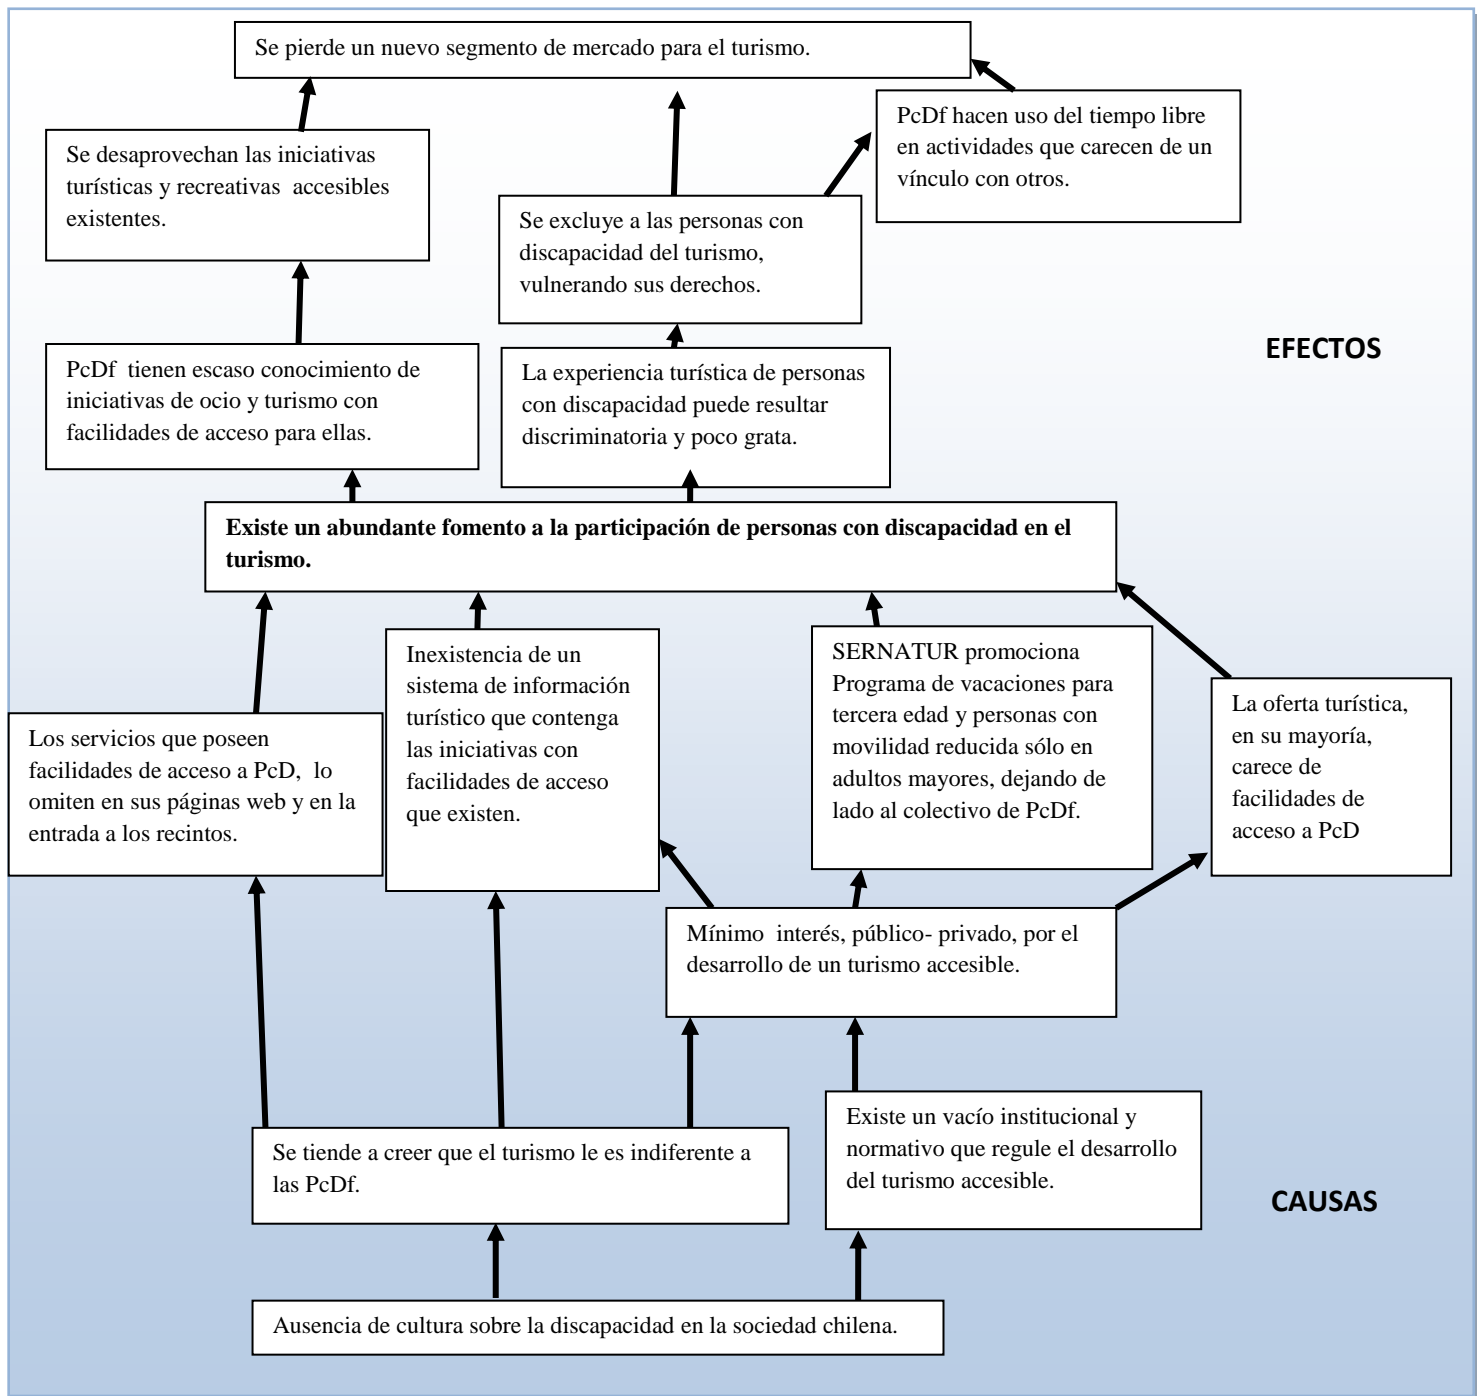 Se pierde un nuevo segmento de mercado para el turismo.
PcDf hacen uso del tiempo libre
en actividades que carecen de un
vínculo con otros.
Se desaprovechan las iniciativas
turísticas y recreativas accesibles
existentes.
Se excluye a las personas con
discapacidad del turismo,
vulnerando sus derechos.
EFECTOS
PcDf tienen escaso conocimiento de
iniciativas de ocio y turismo con
facilidades de acceso para ellas.
La experiencia turística de personas
con discapacidad puede resultar
discriminatoria y poco grata.
Existe un abundante fomento a la participación de personas con discapacidad en el
turismo.
Los servicios que poseen
facilidades de acceso a PcD, lo
omiten en sus páginas web y en la
entrada a los recintos.
Inexistencia de un
sistema de información
turístico que contenga
las iniciativas con
facilidades de acceso
que existen.
SERNATUR promociona
Programa de vacaciones para
tercera edad y personas con
movilidad reducida sólo en
adultos mayores, dejando de
lado al colectivo de PcDf.
La oferta turística,
en su mayoría,
carece de
facilidades de
acceso a PcD
Mínimo interés, público- privado, por el
desarrollo de un turismo accesible.
Se tiende a creer que el turismo le es indiferente a
las PcDf.
Existe un vacío institucional y
normativo que regule el desarrollo
del turismo accesible.
CAUSAS
Ausencia de cultura sobre la discapacidad en la sociedad chilena.